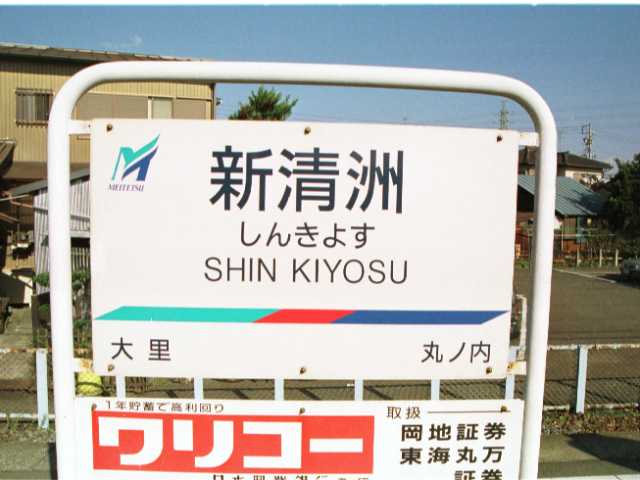 MEITETSU
新清洲
しんきよす
SHIN KIYOSU
大里
丸ノ内
1年貯蓄で高利回り
ワリコー
取扱
岡地証券
東海丸万
証券